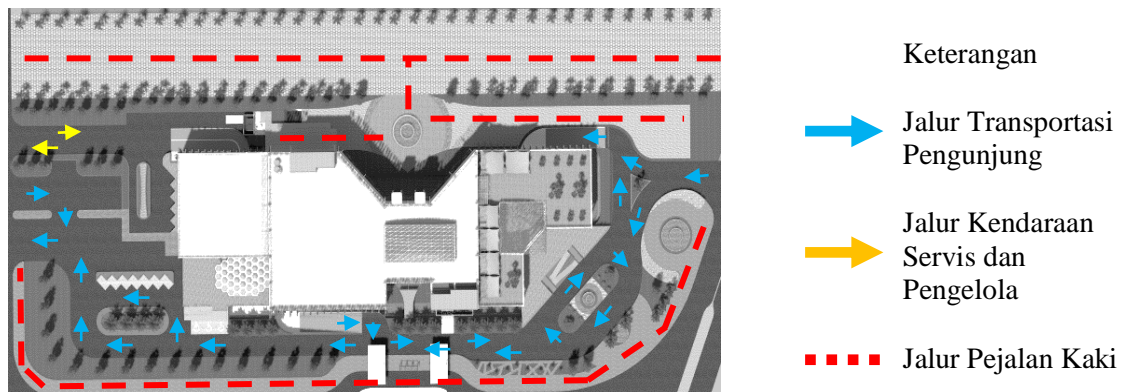 Keterangan
Jalur Transportasi
Pengunjung
Jalur Kendaraan
Servis dan
Pengelola
Jalur Pejalan Kaki